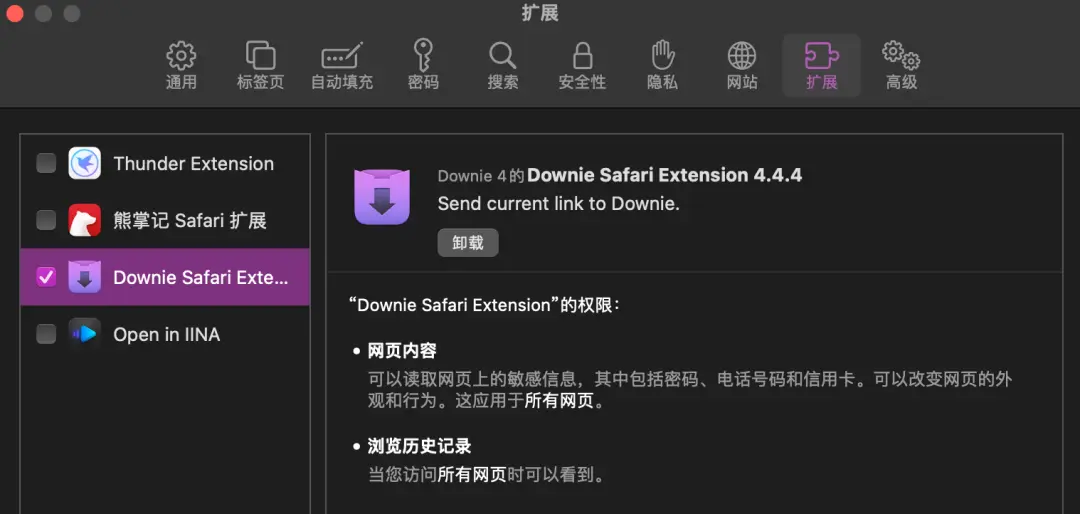 扩展
通用 标签页 自动填充 密码 搜索 安全性 隐私 网站 扩展 高级
Thunder Extension
熊掌记 Safari 扩展
Downie Safari Exte...
Open in IINA
Downie 4的Downie Safari Extension 4.4.4
Send current link to Downie.
卸载
“Downie Safari Extension”的权限：
• 网页内容
可以读取网页上的敏感信息，其中包括密码、电话号码和信用卡。可以改变网页的外
观和行为。这应用于所有网页。
• 浏览历史记录
当您访问所有网页时可以看到。